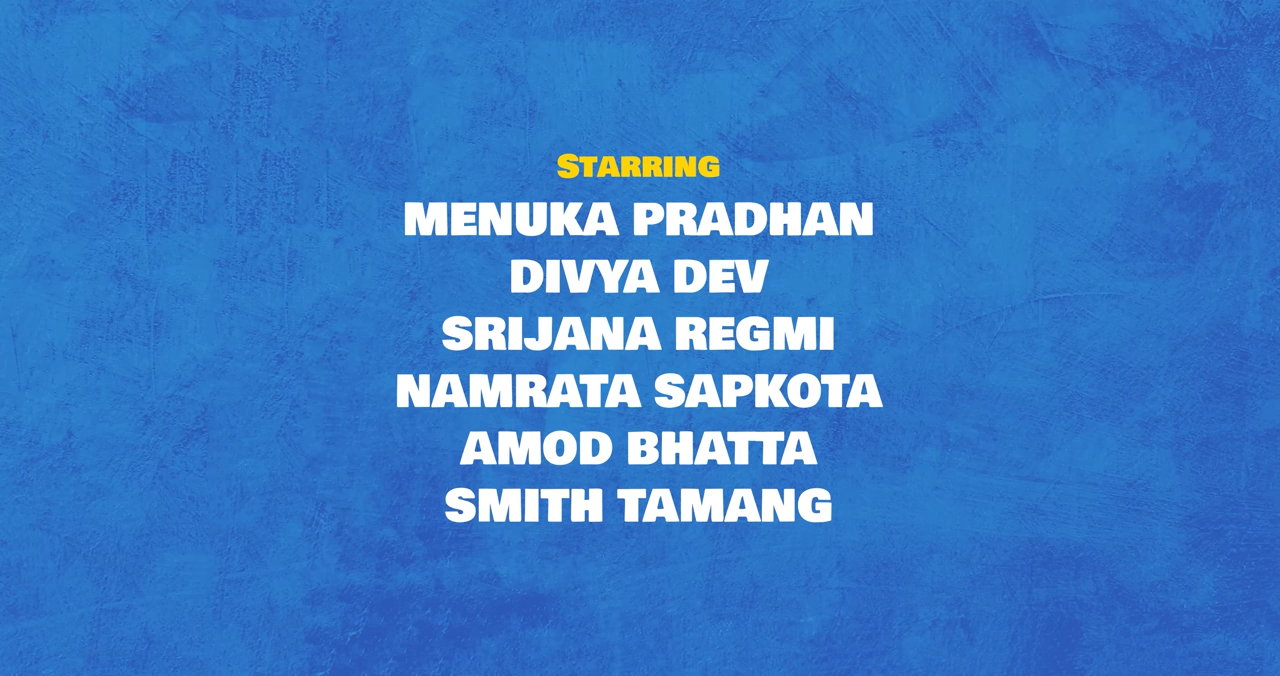 Starring
MENUKA PRADHAN
DIVYA DEV
SRIJANA REGMI
NAMRATA SAPKOTA
AMOD BHATTA
SMITH TAMANG